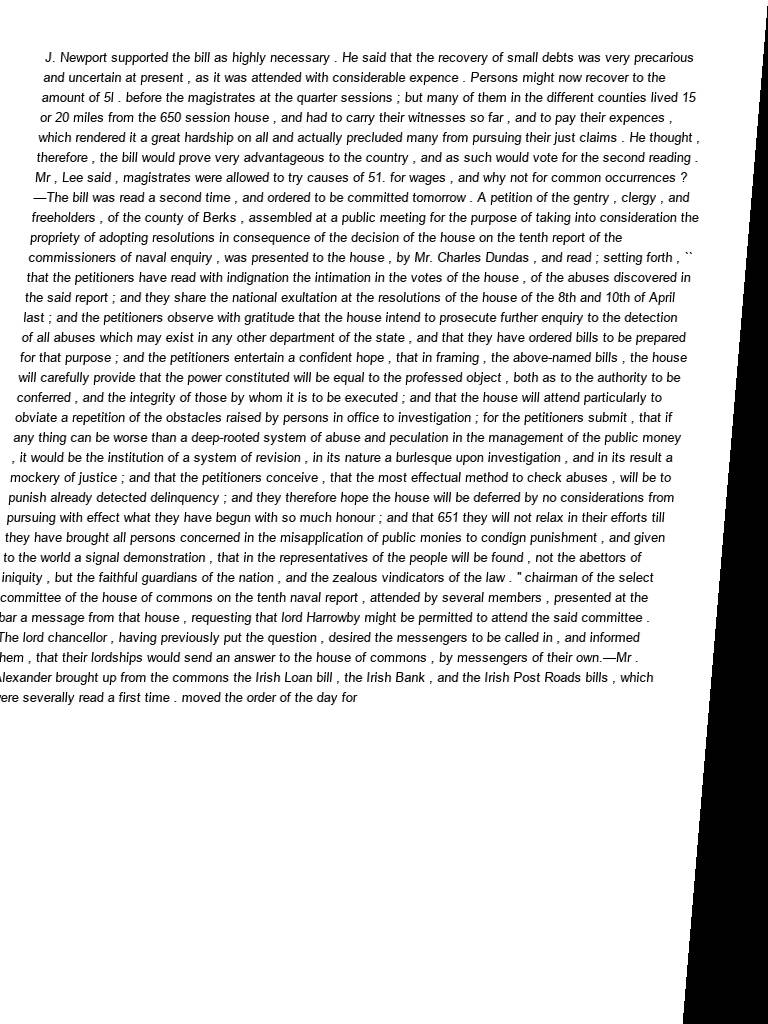 J. Newport supported the bill as highly necessary . He said that the recovery of small debts was very precarious
and uncertain at present , as it was attended with considerable expence . Persons might now recover to the
amount of 5l . before the magistrates at the quarter sessions ; but many of them in the different counties lived 15
or 20 miles from the 650 session house , and had to carry their witnesses so far , and to pay their expences ,
which rendered it a great hardship on all and actually precluded many from pursuing their just claims . He thought ,
therefore , the bill would prove very advantageous to the country , and as such would vote for the second reading .
Mr , Lee said , magistrates were allowed to try causes of 51. for wages , and why not for common occurrences ?
—The bill was read a second time , and ordered to be committed tomorrow . A petition of the gentry , clergy , and
freeholders , of the county of Berks , assembled at a public meeting for the purpose of taking into consideration the
propriety of adopting resolutions in consequence of the decision of the house on the tenth report of the
commissioners of naval enquiry , was presented to the house , by Mr. Charles Dundas , and read ; setting forth , ``
that the petitioners have read with indignation the intimation in the votes of the house , of the abuses discovered in
the said report ; and they share the national exultation at the resolutions of the house of the 8th and 10th of April
last ; and the petitioners observe with gratitude that the house intend to prosecute further enquiry to the detection
of all abuses which may exist in any other department of the state , and that they have ordered bills to be prepared
for that purpose ; and the petitioners entertain a confident hope , that in framing , the above-named bills , the house
will carefully provide that the power constituted will be equal to the professed object , both as to the authority to be
conferred , and the integrity of those by whom it is to be executed ; and that the house will attend particularly to
obviate a repetition of the obstacles raised by persons in office to investigation ; for the petitioners submit , that if
any thing can be worse than a deep-rooted system of abuse and peculation in the management of the public money
, it would be the institution of a system of revision , in its nature a burlesque upon investigation , and in its result a
mockery of justice ; and that the petitioners conceive , that the most effectual method to check abuses , will be to
punish already detected delinquency ; and they therefore hope the house will be deferred by no considerations from
pursuing with effect what they have begun with so much honour ; and that 651 they will not relax in their efforts till
they have brought all persons concerned in the misapplication of public monies to condign punishment , and given
to the world a signal demonstration , that in the representatives of the people will be found , not the abettors of
iniquity , but the faithful guardians of the nation , and the zealous vindicators of the law . " chairman of the select
committee of the house of commons on the tenth naval report , attended by several members , presented at the
bar a message from that house , requesting that lord Harrowby might be permitted to attend the said committee .
The lord chancellor , having previously put the question , desired the messengers to be called in , and informed
hem , that their lordships would send an answer to the house of commons , by messengers of their own.—Mr .
lexander brought up from the commons the Irish Loan bill , the Irish Bank , and the Irish Post Roads bills , which
ere severally read a first time . moved the order of the day for